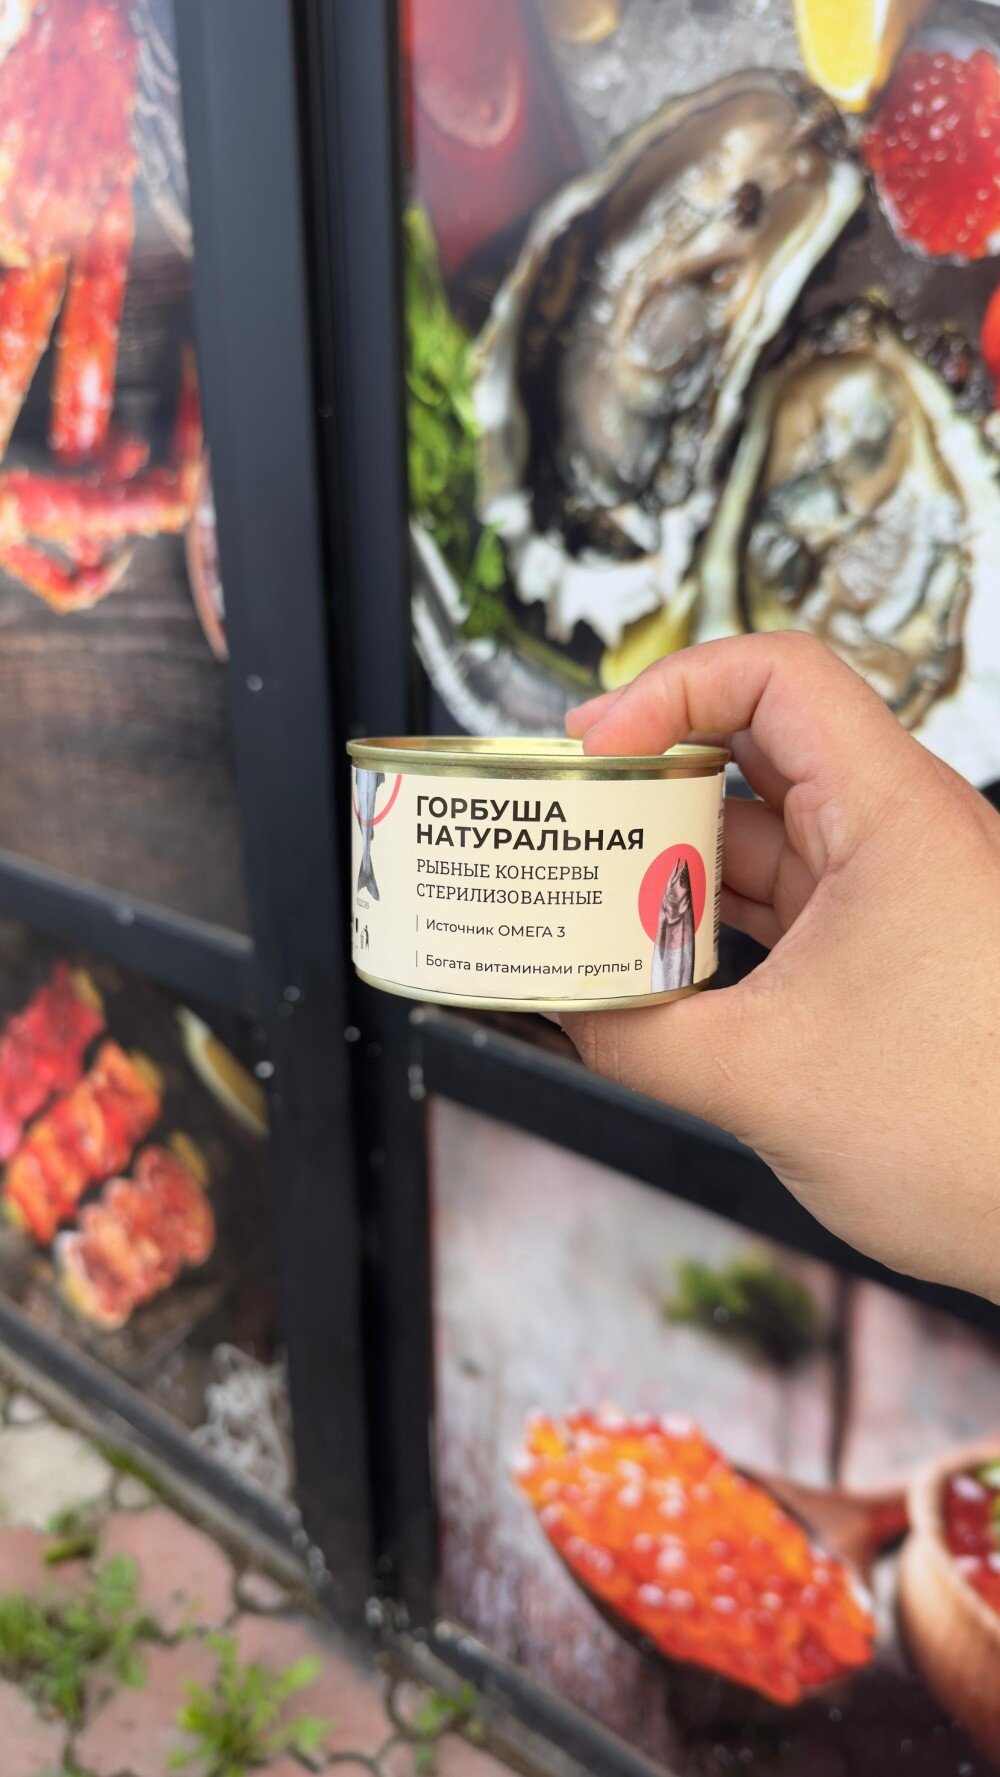 ГОРБУША
НАТУРАЛЬНАЯ
РЫБНЫЕ КОНСЕРВЫ
СТЕРИЛИЗОВАННЫЕ
Источник ОМЕГА 3
Богата витаминами группы В